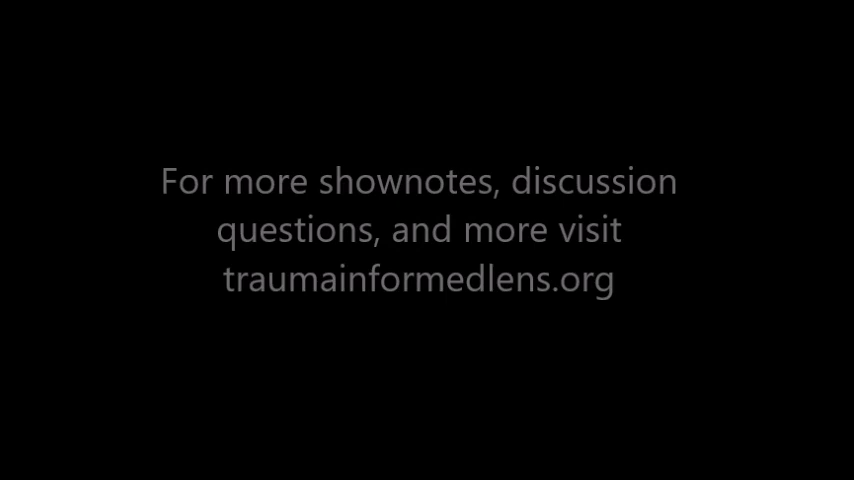 For more shownotes, discussion
questions, and more visit
traumainformedlens.org